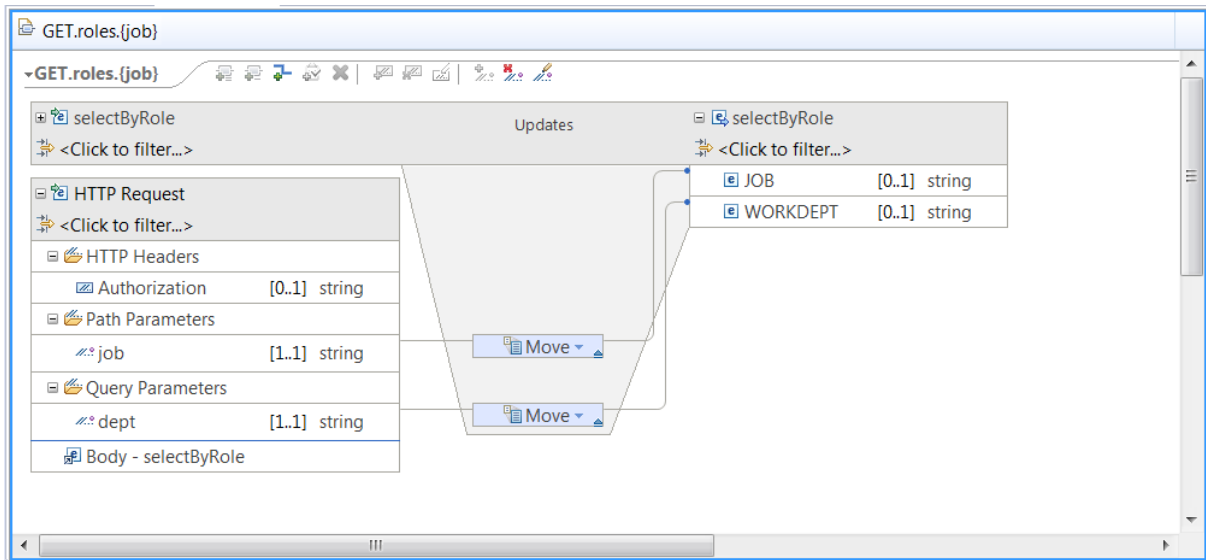 GET.roles.{job}
GET.roles.{job}
selectByRole
<Click to filter...>
Updates
selectByRole
<Click to filter...>
JOB [0..1] string
WORKDEPT [0..1] string
HTTP Request
<Click to filter...>
HTTP Headers
Authorization [0..1] string
Path Parameters
job [1..1] string
Move
Query Parameters
dept [1..1] string
Move
Body - selectByRole